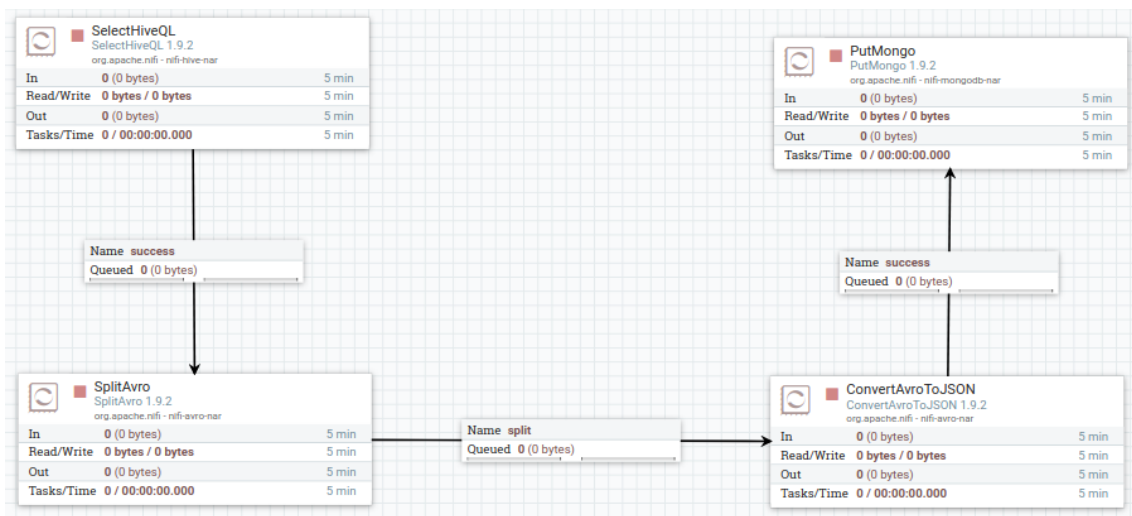 SelectHiveQL
SelectHiveQL 1.9.2
org.apache.nifi - nifi-hive-nar
In 0 (0 bytes) 5 min
Read/Write 0 bytes / 0 bytes 5 min
Out 0 (0 bytes) 5 min
Tasks/Time 0 / 00:00:00.000 5 min
Name success
Queued 0 (0 bytes)
SplitAvro
SplitAvro 1.9.2
org.apache.nifi - nifi-avro-nar
In 0 (0 bytes) 5 min
Read/Write 0 bytes / 0 bytes 5 min
Out 0 (0 bytes) 5 min
Tasks/Time 0 / 00:00:00.000 5 min
Name split
Queued 0 (0 bytes)
ConvertAvroToJSON
ConvertAvroToJSON 1.9.2
org.apache.nifi - nifi-avro-nar
In 0 (0 bytes) 5 min
Read/Write 0 bytes / 0 bytes 5 min
Out 0 (0 bytes) 5 min
Tasks/Time 0 / 00:00:00.000 5 min
Name success
Queued 0 (0 bytes)
PutMongo
PutMongo 1.9.2
org.apache.nifi - nifi-mongodb-nar
In 0 (0 bytes) 5 min
Read/Write 0 bytes / 0 bytes 5 min
Out 0 (0 bytes) 5 min
Tasks/Time 0 / 00:00:00.000 5 min